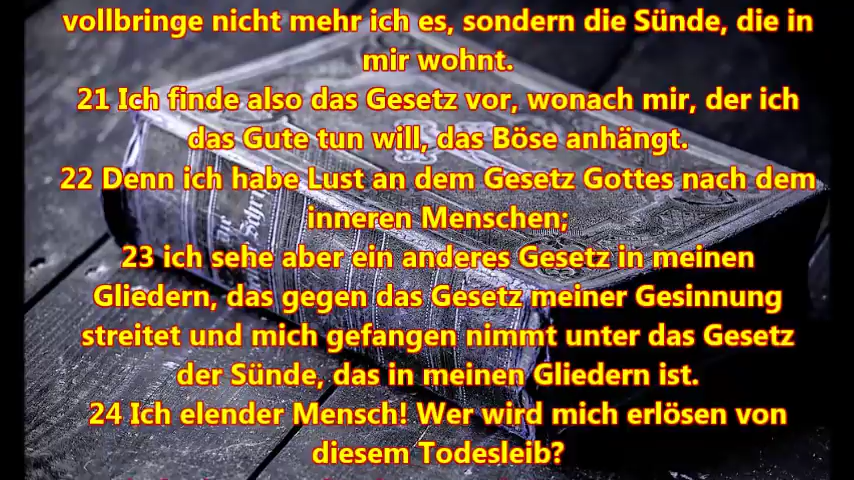 vollbringe nicht mehr ich es, sondern die Sünde, die in
mir wohnt.
21 Ich finde also das Gesetz vor, wonach mir, der ich
das Gute tun will, das Böse anhängt.
22 Denn ich habe Lust an dem Gesetz Gottes nach dem
inneren Menschen;
23 ich sehe aber ein anderes Gesetz in meinen
Gliedern, das gegen das Gesetz meiner Gesinnung
streitet und mich gefangen nimmt unter das Gesetz
der Sünde, das in meinen Gliedern ist.
24 Ich elender Mensch! Wer wird mich erlösen von
diesem Todesleib?